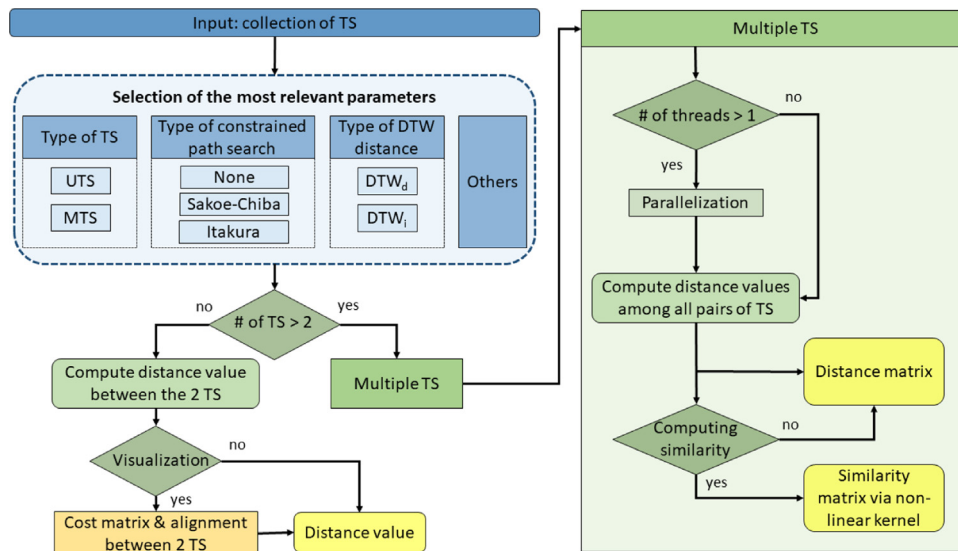 Input: collection of TS
Selection of the most relevant parameters
Type of TS
UTS
MTS
Type of constrained
path search
None
Sakoe-Chiba
Itakura
Type of DTW
distance
DTWd
DTWi
Others
no
# of TS > 2
yes
Compute distance value
between the 2 TS
Multiple TS
Visualization
no
yes
Cost matrix & alignment
between 2 TS
Distance value
Multiple TS
# of threads > 1
no
yes
Parallelization
Compute distance values
among all pairs of TS
Distance matrix
Computing
similarity
no
yes
Similarity
matrix via non-
linear kernel